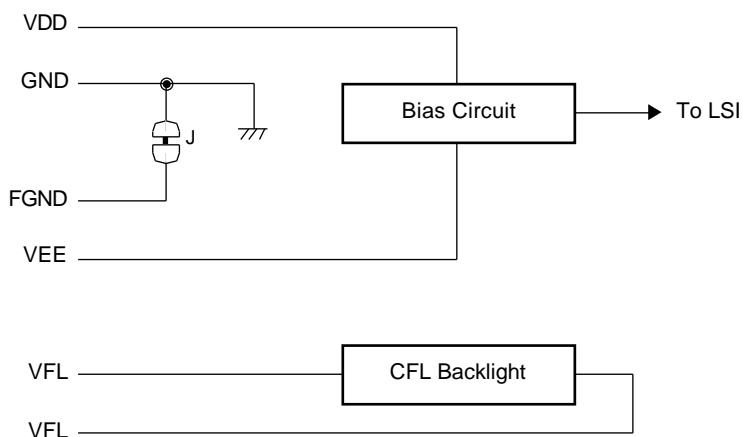 VDD
GND
Bias Circuit
To LSI
J
FGND
VEE
VFL
CFL Backlight
VFL